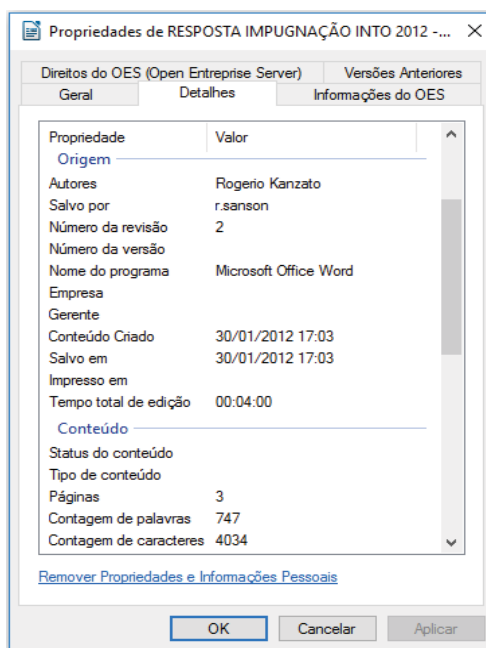 Propriedades de RESPOSTA IMPUGNAÇÃO INTO 2012 -...
Direitos do OES (Open Entreprise Server) Versões Anteriores
Geral Detalhes Informações do OES
Propriedade Valor
Origem
Autores Rogerio Kanzato
Salvo por r.sanson
Número da revisão 2
Número da versão
Nome do programa Microsoft Office Word
Empresa
Gerente
Conteúdo Criado 30/01/2012 17:03
Salvo em 30/01/2012 17:03
Impresso em
Tempo total de edição 00:04:00
Conteúdo
Status do conteúdo
Tipo de conteúdo
Páginas 3
Contagem de palavras 747
Contagem de caracteres 4034
Remover Propriedades e Informações Pessoais
OK Cancelar Aplicar